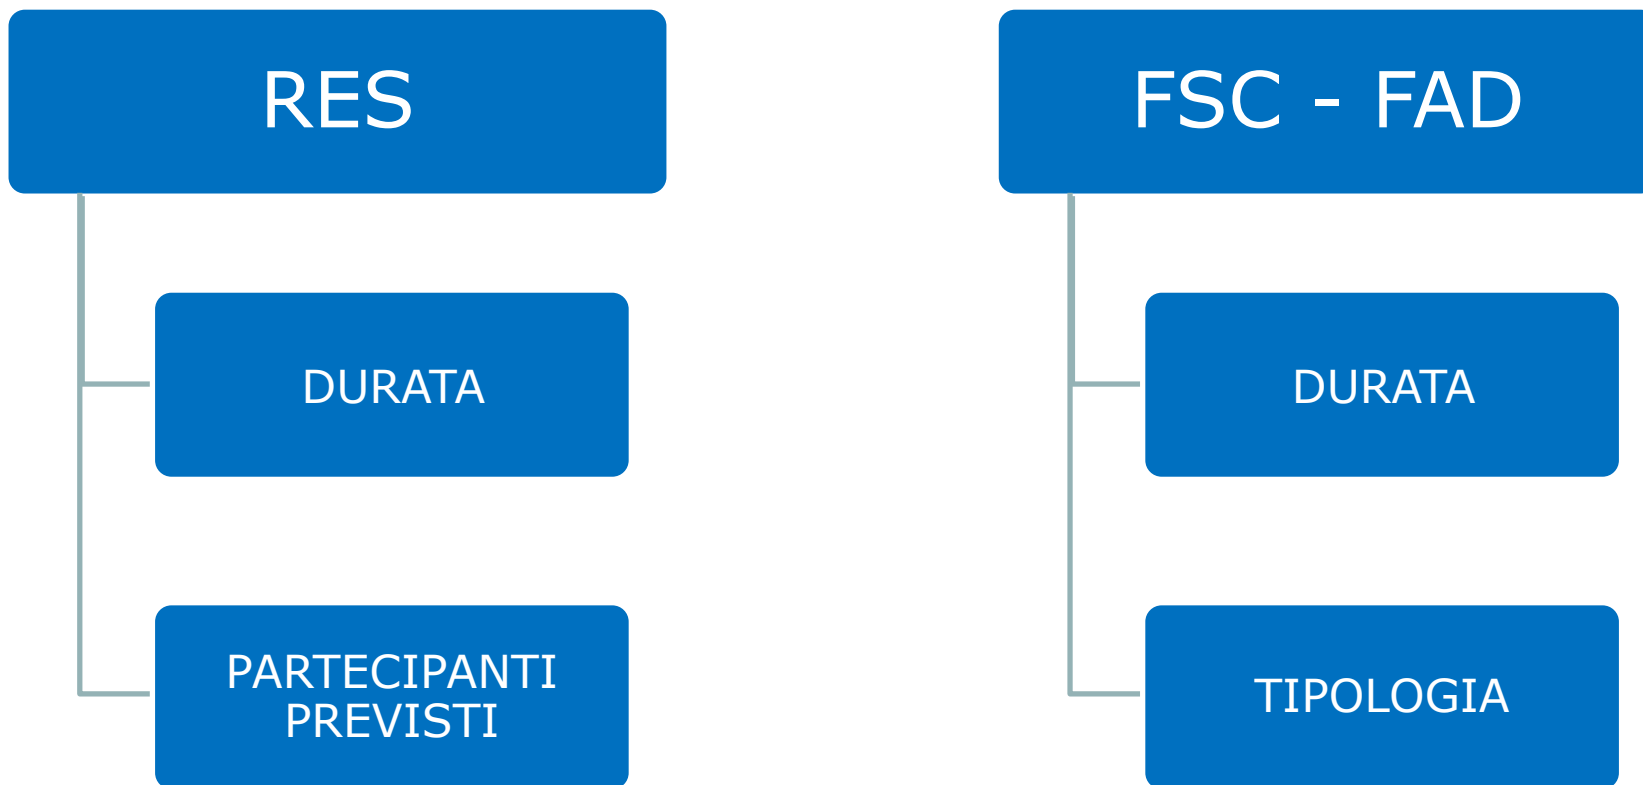 RES
DURATA
PARTECIPANTI
PREVISTI
FSC - FAD
DURATA
TIPOLOGIA